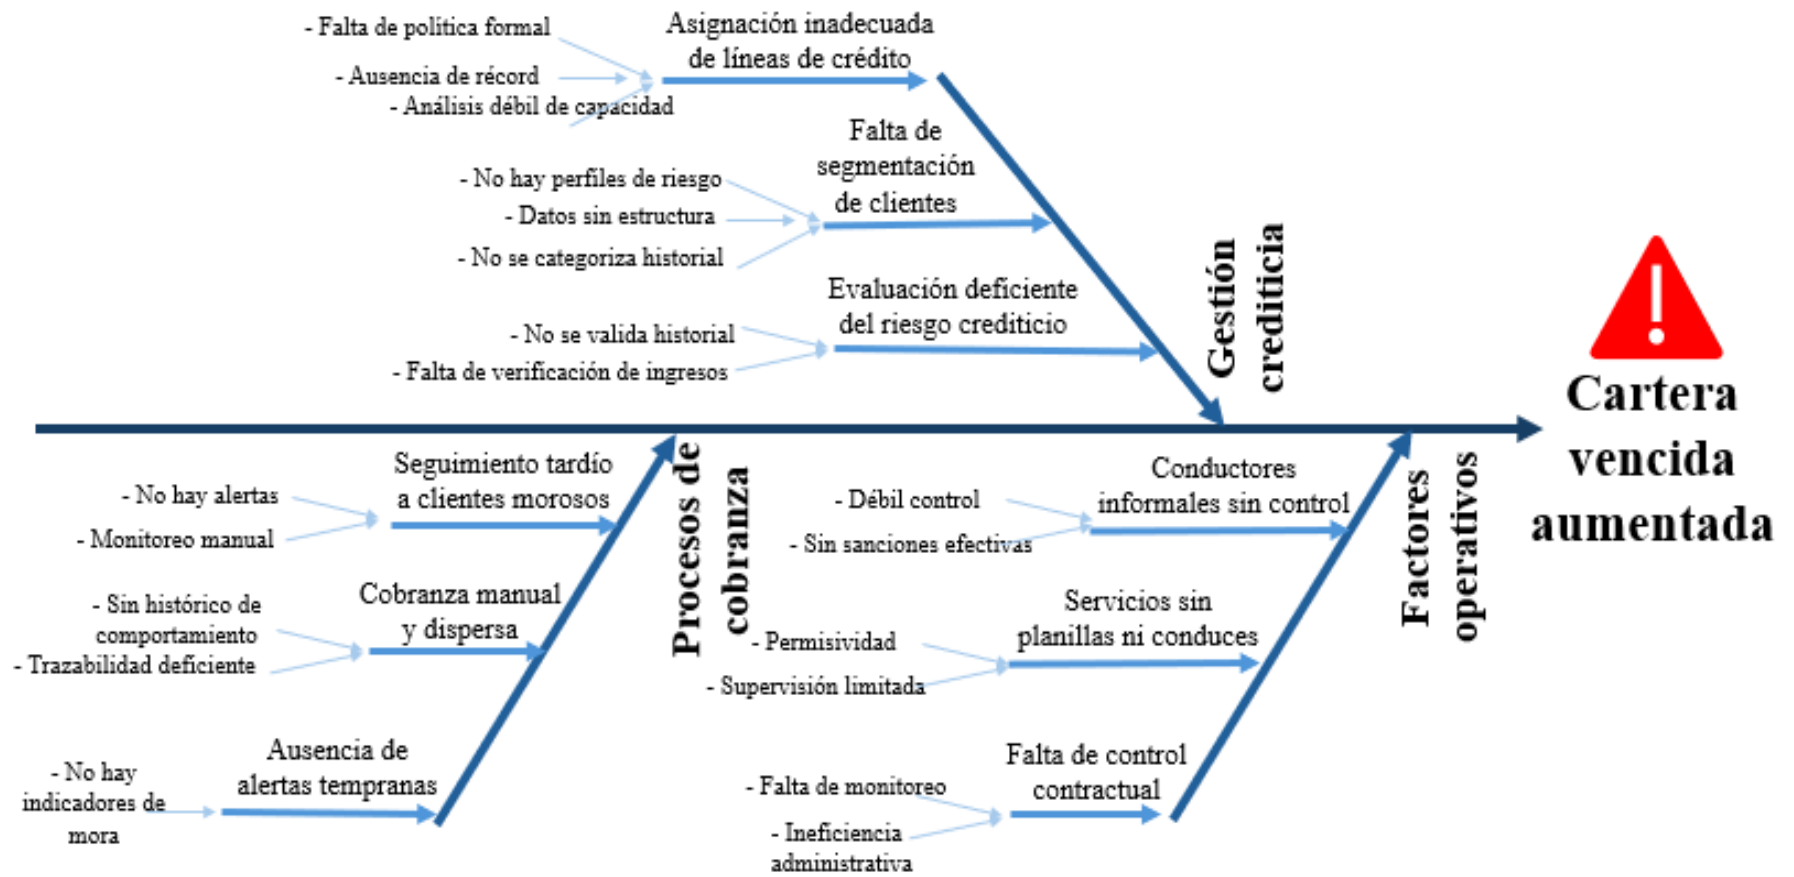 - Falta de política formal
- Ausencia de récord
- Análisis débil de capacidad
Asignación inadecuada
de líneas de crédito
- No hay perfiles de riesgo
- Datos sin estructura
- No se categoriza historial
Falta de
segmentación
de clientes
- No se valida historial
- Falta de verificación de ingresos
Evaluación deficiente
del riesgo crediticio
Gestión
crediticia
Cartera
vencida
aumentada
- No hay alertas
- Monitoreo manual
Seguimiento tardío
a clientes morosos
- Sin histórico de
comportamiento
- Trazabilidad deficiente
Cobranza manual
y dispersa
- No hay
indicadores de
mora
Ausencia de
alertas tempranas
Procesos de
cobranza
- Débil control
- Sin sanciones efectivas
Conductores
informales sin control
- Permisividad
- Supervisión limitada
Servicios sin
planillas ni conduces
- Falta de monitoreo
- Ineficiencia
administrativa
Falta de control
contractual
Factores
operativos